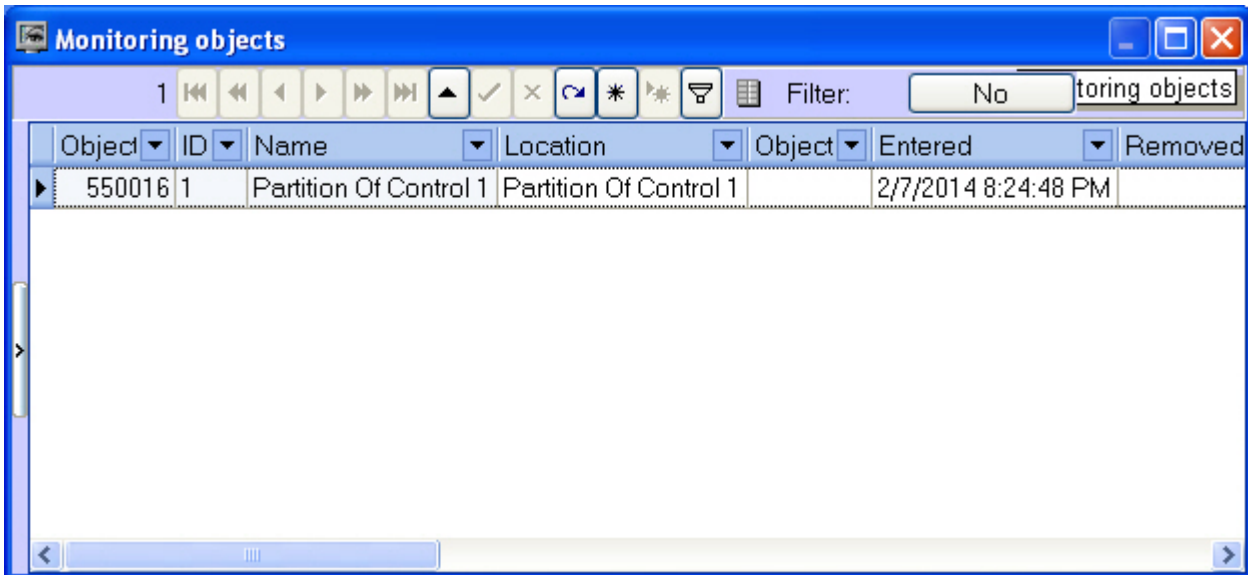 Monitoring objects
1 Filter: No toring objects
Object ID Name Location Object Entered Removed
550016 1 Partition Of Control 1 Partition Of Control 1 2/7/2014 8:24:48 PM